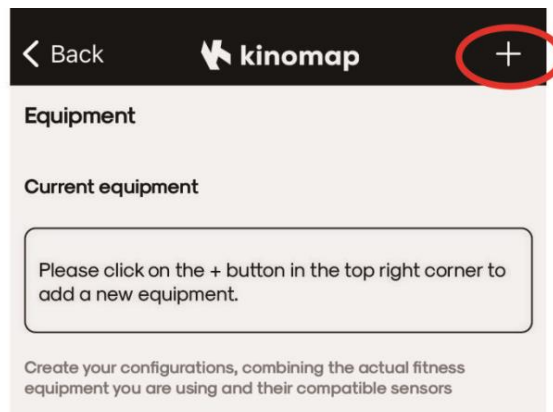 Back kinomap +
Equipment
Current equipment
Please click on the + button in the top right corner to
add a new equipment.
Create your configurations, combining the actual fitness
equipment you are using and their compatible sensors